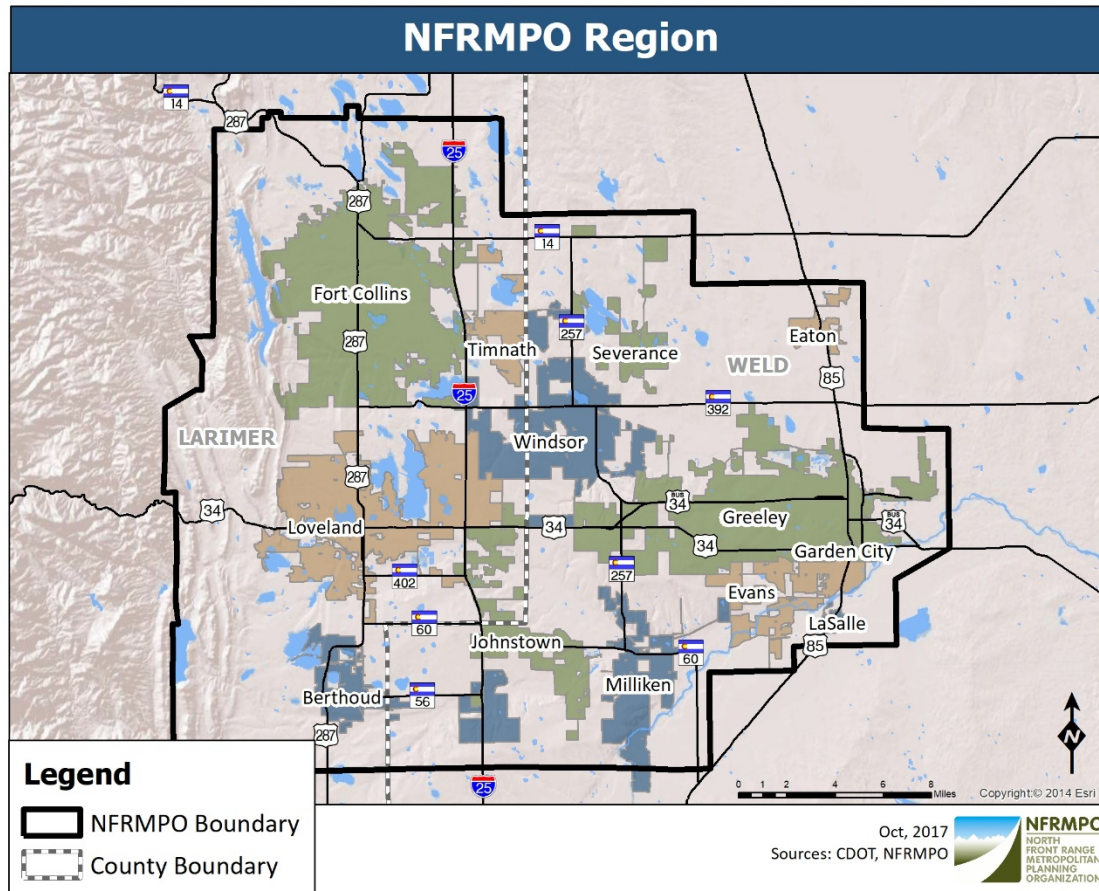 NFRMPO Region
14
287
25
287
14
Fort Collins
257
Eaton
Timnath
Severance
287
WELD
85
25
392
LARIMER
Windsor
287
34
BUS
34
Loveland
34
Greeley
BUS
34
34
Garden City
402
257
Evans
60
LaSalle
Johnstown
60
85
Berthoud
56
Milliken
287
N
25
Legend
NFRMPO Boundary
County Boundary
0 1 2 4 6 8
Miles
Copyright:© 2014 Esri
Oct, 2017
Sources: CDOT, NFRMPO
NFRMPO
NORTH
FRONT RANGE
METROPOLITAN
PLANNING
ORGANIZATION